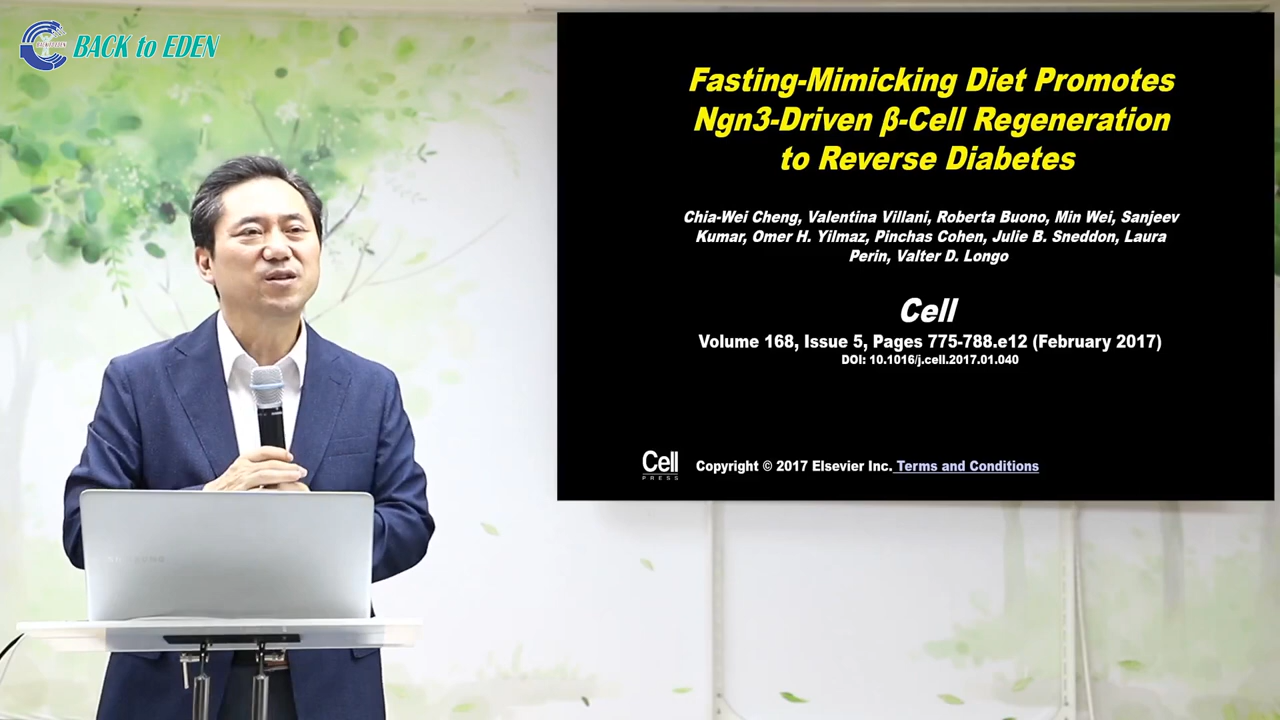 BACK to EDEN
Fasting-Mimicking Diet Promotes
Ngn3-Driven β-Cell Regeneration
to Reverse Diabetes
Chia-Wei Cheng, Valentina Villani, Roberta Buono, Min Wei, Sanjeev
Kumar, Omer H. Yilmaz, Pinchas Cohen, Julie B. Sneddon, Laura
Perin, Valter D. Longo
Cell
Volume 168, Issue 5, Pages 775-788.e12 (February 2017)
DOI: 10.1016/j.cell.2017.01.040
Cell
PRESS
Copyright © 2017 Elsevier Inc. Terms and Conditions